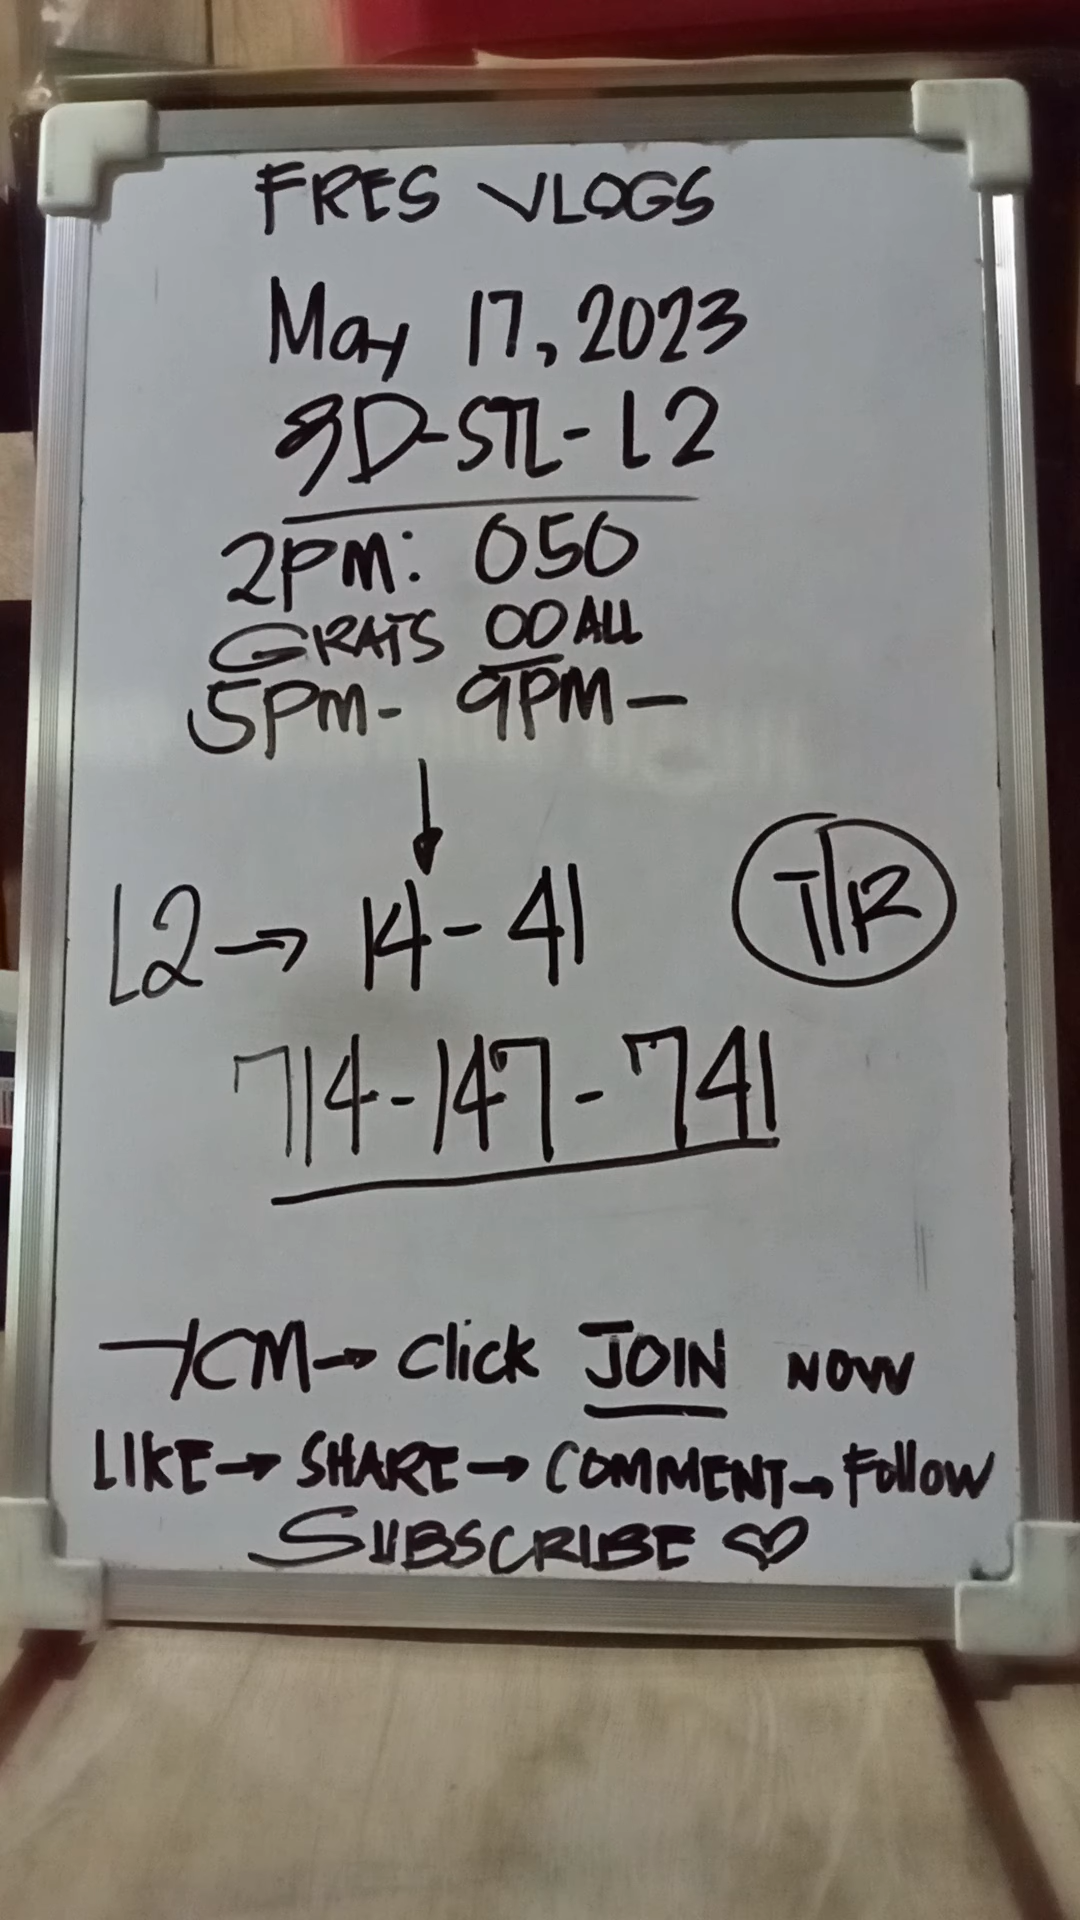 FRES VLOGS
May 17, 2023
3D-STL-L2
2PM: 050
GRATS 00 ALL
5PM- 9PM-
↓
L2→ 14-41
T/R
714-147-741
YCM→ Click JOIN NOW
LIKE→ SHARE→ COMMENT→ Follow
SUBSCRIBE ♡